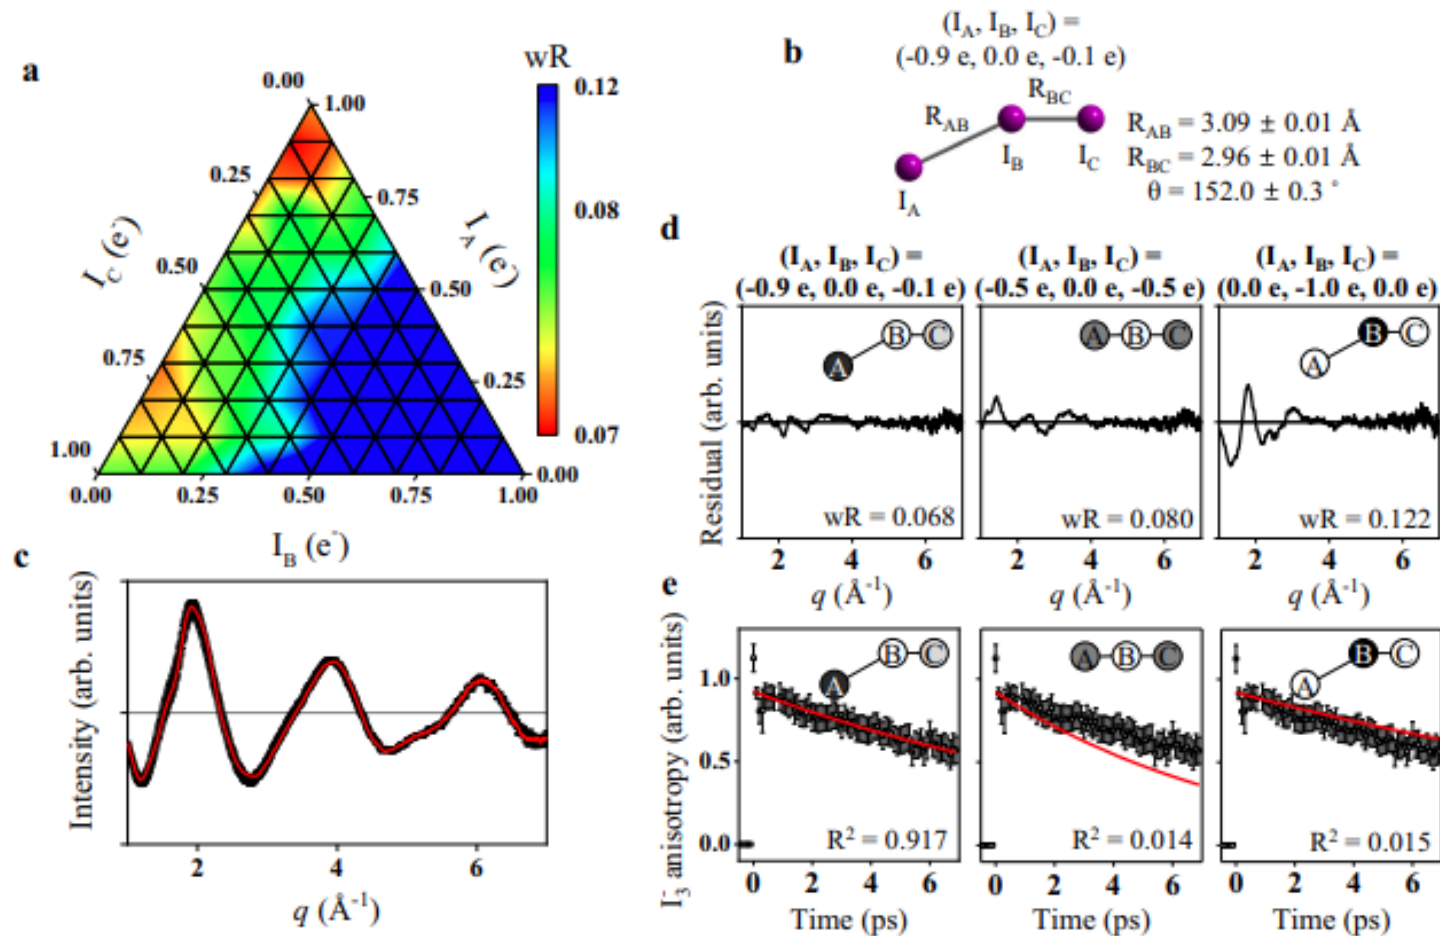 a
wR
0.12
0.08
0.07
0.00
1.00
0.25
0.75
I_C (e⁻)
I_A (e⁻)
0.50
0.50
0.75
0.25
1.00
0.00
0.00 0.25 0.50 0.75 1.00
I_B (e⁻)
b
(I_A, I_B, I_C) =
(-0.9 e, 0.0 e, -0.1 e)
R_BC
R_AB
I_A
I_B
I_C
R_AB = 3.09 ± 0.01 Å
R_BC = 2.96 ± 0.01 Å
θ = 152.0 ± 0.3 °
c
Intensity (arb. units)
2 4 6
q (Å⁻¹)
d
(I_A, I_B, I_C) =
(-0.9 e, 0.0 e, -0.1 e)
A B C
wR = 0.068
(I_A, I_B, I_C) =
(-0.5 e, 0.0 e, -0.5 e)
A B C
wR = 0.080
(I_A, I_B, I_C) =
(0.0 e, -1.0 e, 0.0 e)
A B C
wR = 0.122
Residual (arb. units)
2 4 6
q (Å⁻¹)
2 4 6
q (Å⁻¹)
2 4 6
q (Å⁻¹)
e
I₃⁻ anisotropy (arb. units)
1.0
0.5
0.0
A B C
R² = 0.917
A B C
R² = 0.014
A B C
R² = 0.015
0 2 4 6
Time (ps)
0 2 4 6
Time (ps)
0 2 4 6
Time (ps)